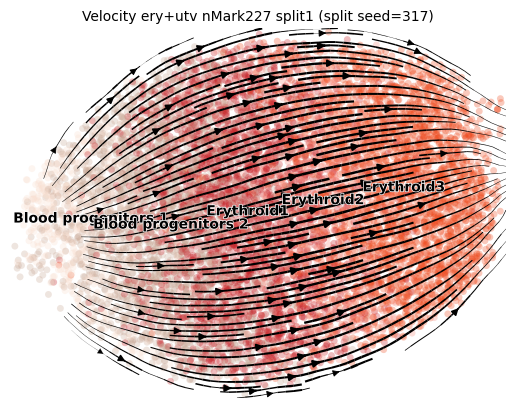 Velocity ery+utv nMark227 split1 (split seed=317)
Erythroid3
Erythroid2
Erythroid1
Blood progenitors 1
Blood progenitors 2